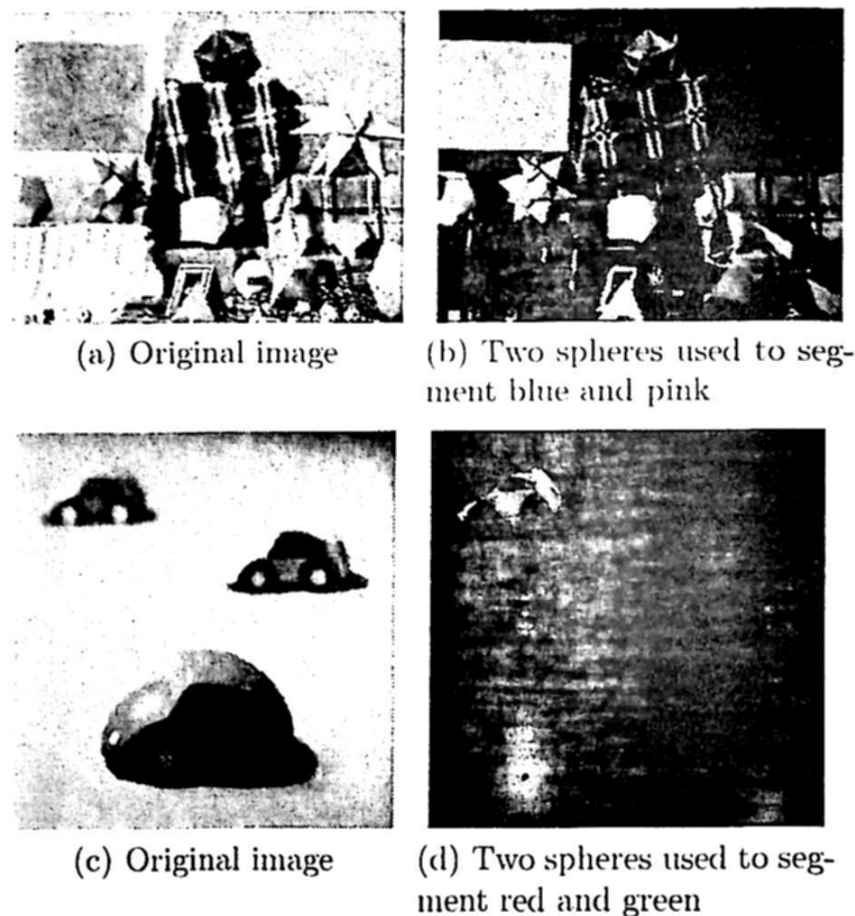 (a) Original image
(b) Two spheres used to seg-
ment blue and pink
(c) Original image
(d) Two spheres used to seg-
ment red and green